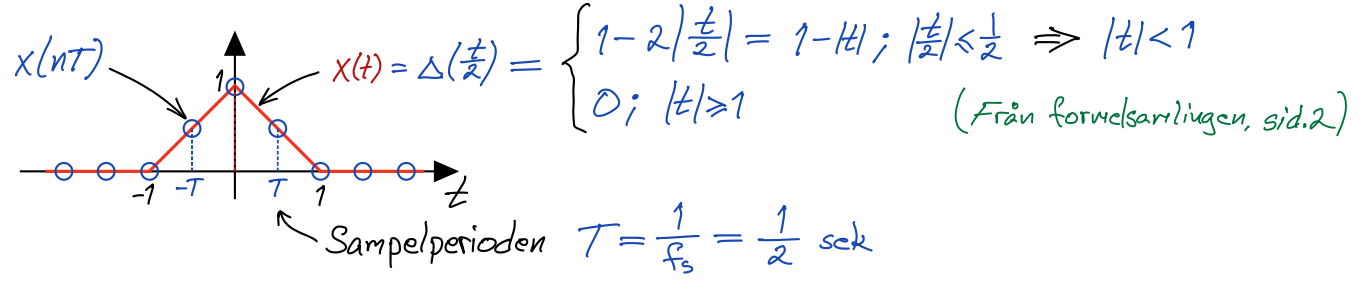 x(nT)
1
x(t) = Δ(t/2) = { 1 - 2|t/2| = 1 - |t| ; |t/2| ≤ 1/2 ⇒ |t| < 1
0 ; |t| ≥ 1
(Från formelsamlingen, sid.2)
-1 -T T 1 t
Sampelperioden T = 1/fs = 1/2 sek